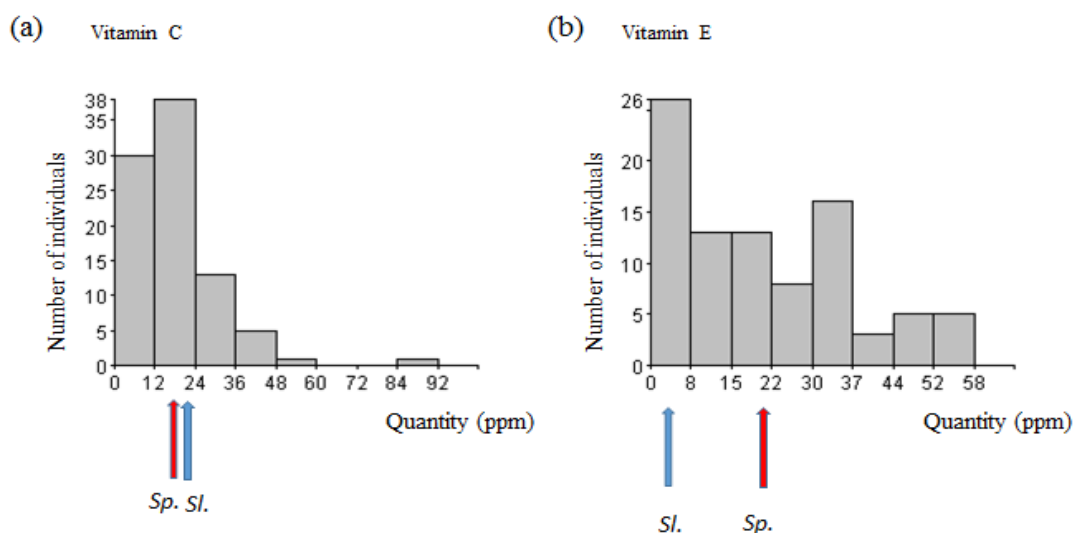 (a) Vitamin C
38
35
30
25
20
15
10
5
0
Number of individuals
0 12 24 36 48 60 72 84 92
Quantity (ppm)
Sp. Sl.
(b) Vitamin E
26
20
15
10
5
0
Number of individuals
0 8 15 22 30 37 44 52 58
Quantity (ppm)
Sl. Sp.